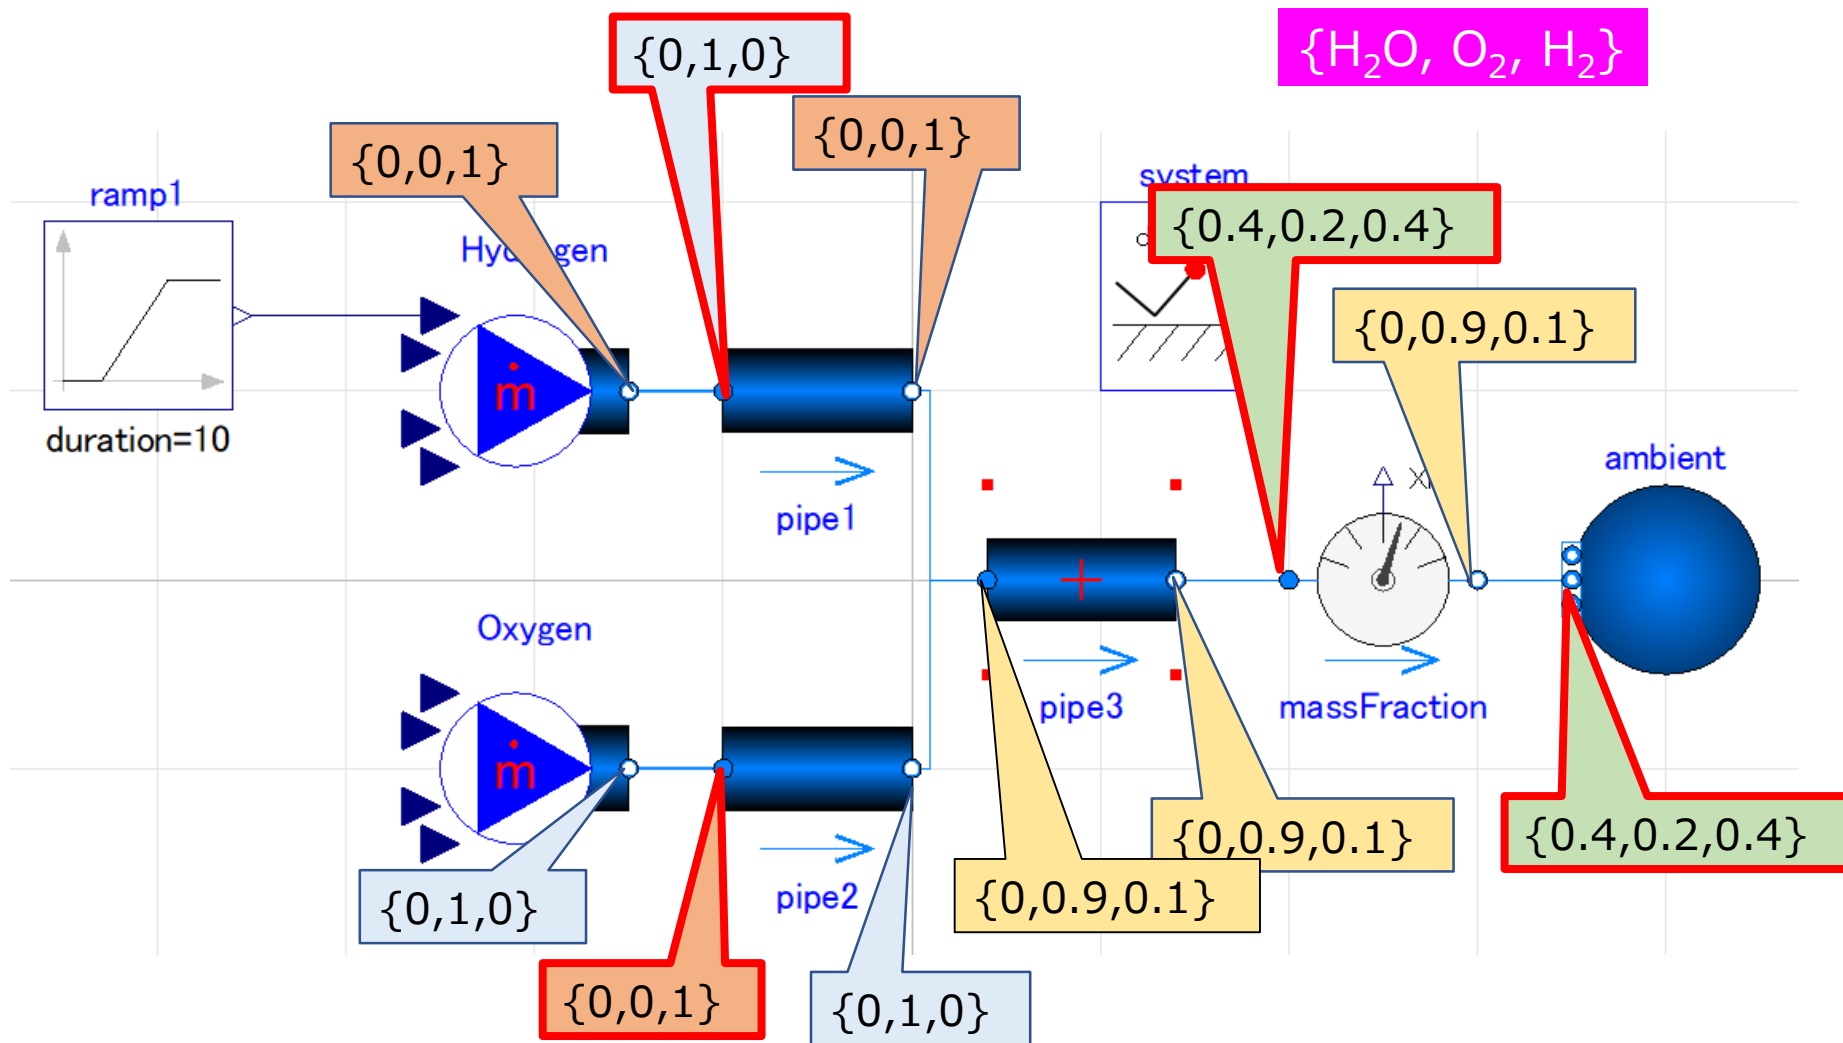 {0,1,0}
{H₂O, O₂, H₂}
{0,0,1}
{0,0,1}
ramp1
system
{0.4,0.2,0.4}
Hydrogen
{0,0.9,0.1}
ṁ
duration=10
ambient
pipe1
Oxygen
pipe3
massFraction
ṁ
{0,0.9,0.1}
{0.4,0.2,0.4}
{0,0.9,0.1}
pipe2
{0,1,0}
{0,0,1}
{0,1,0}